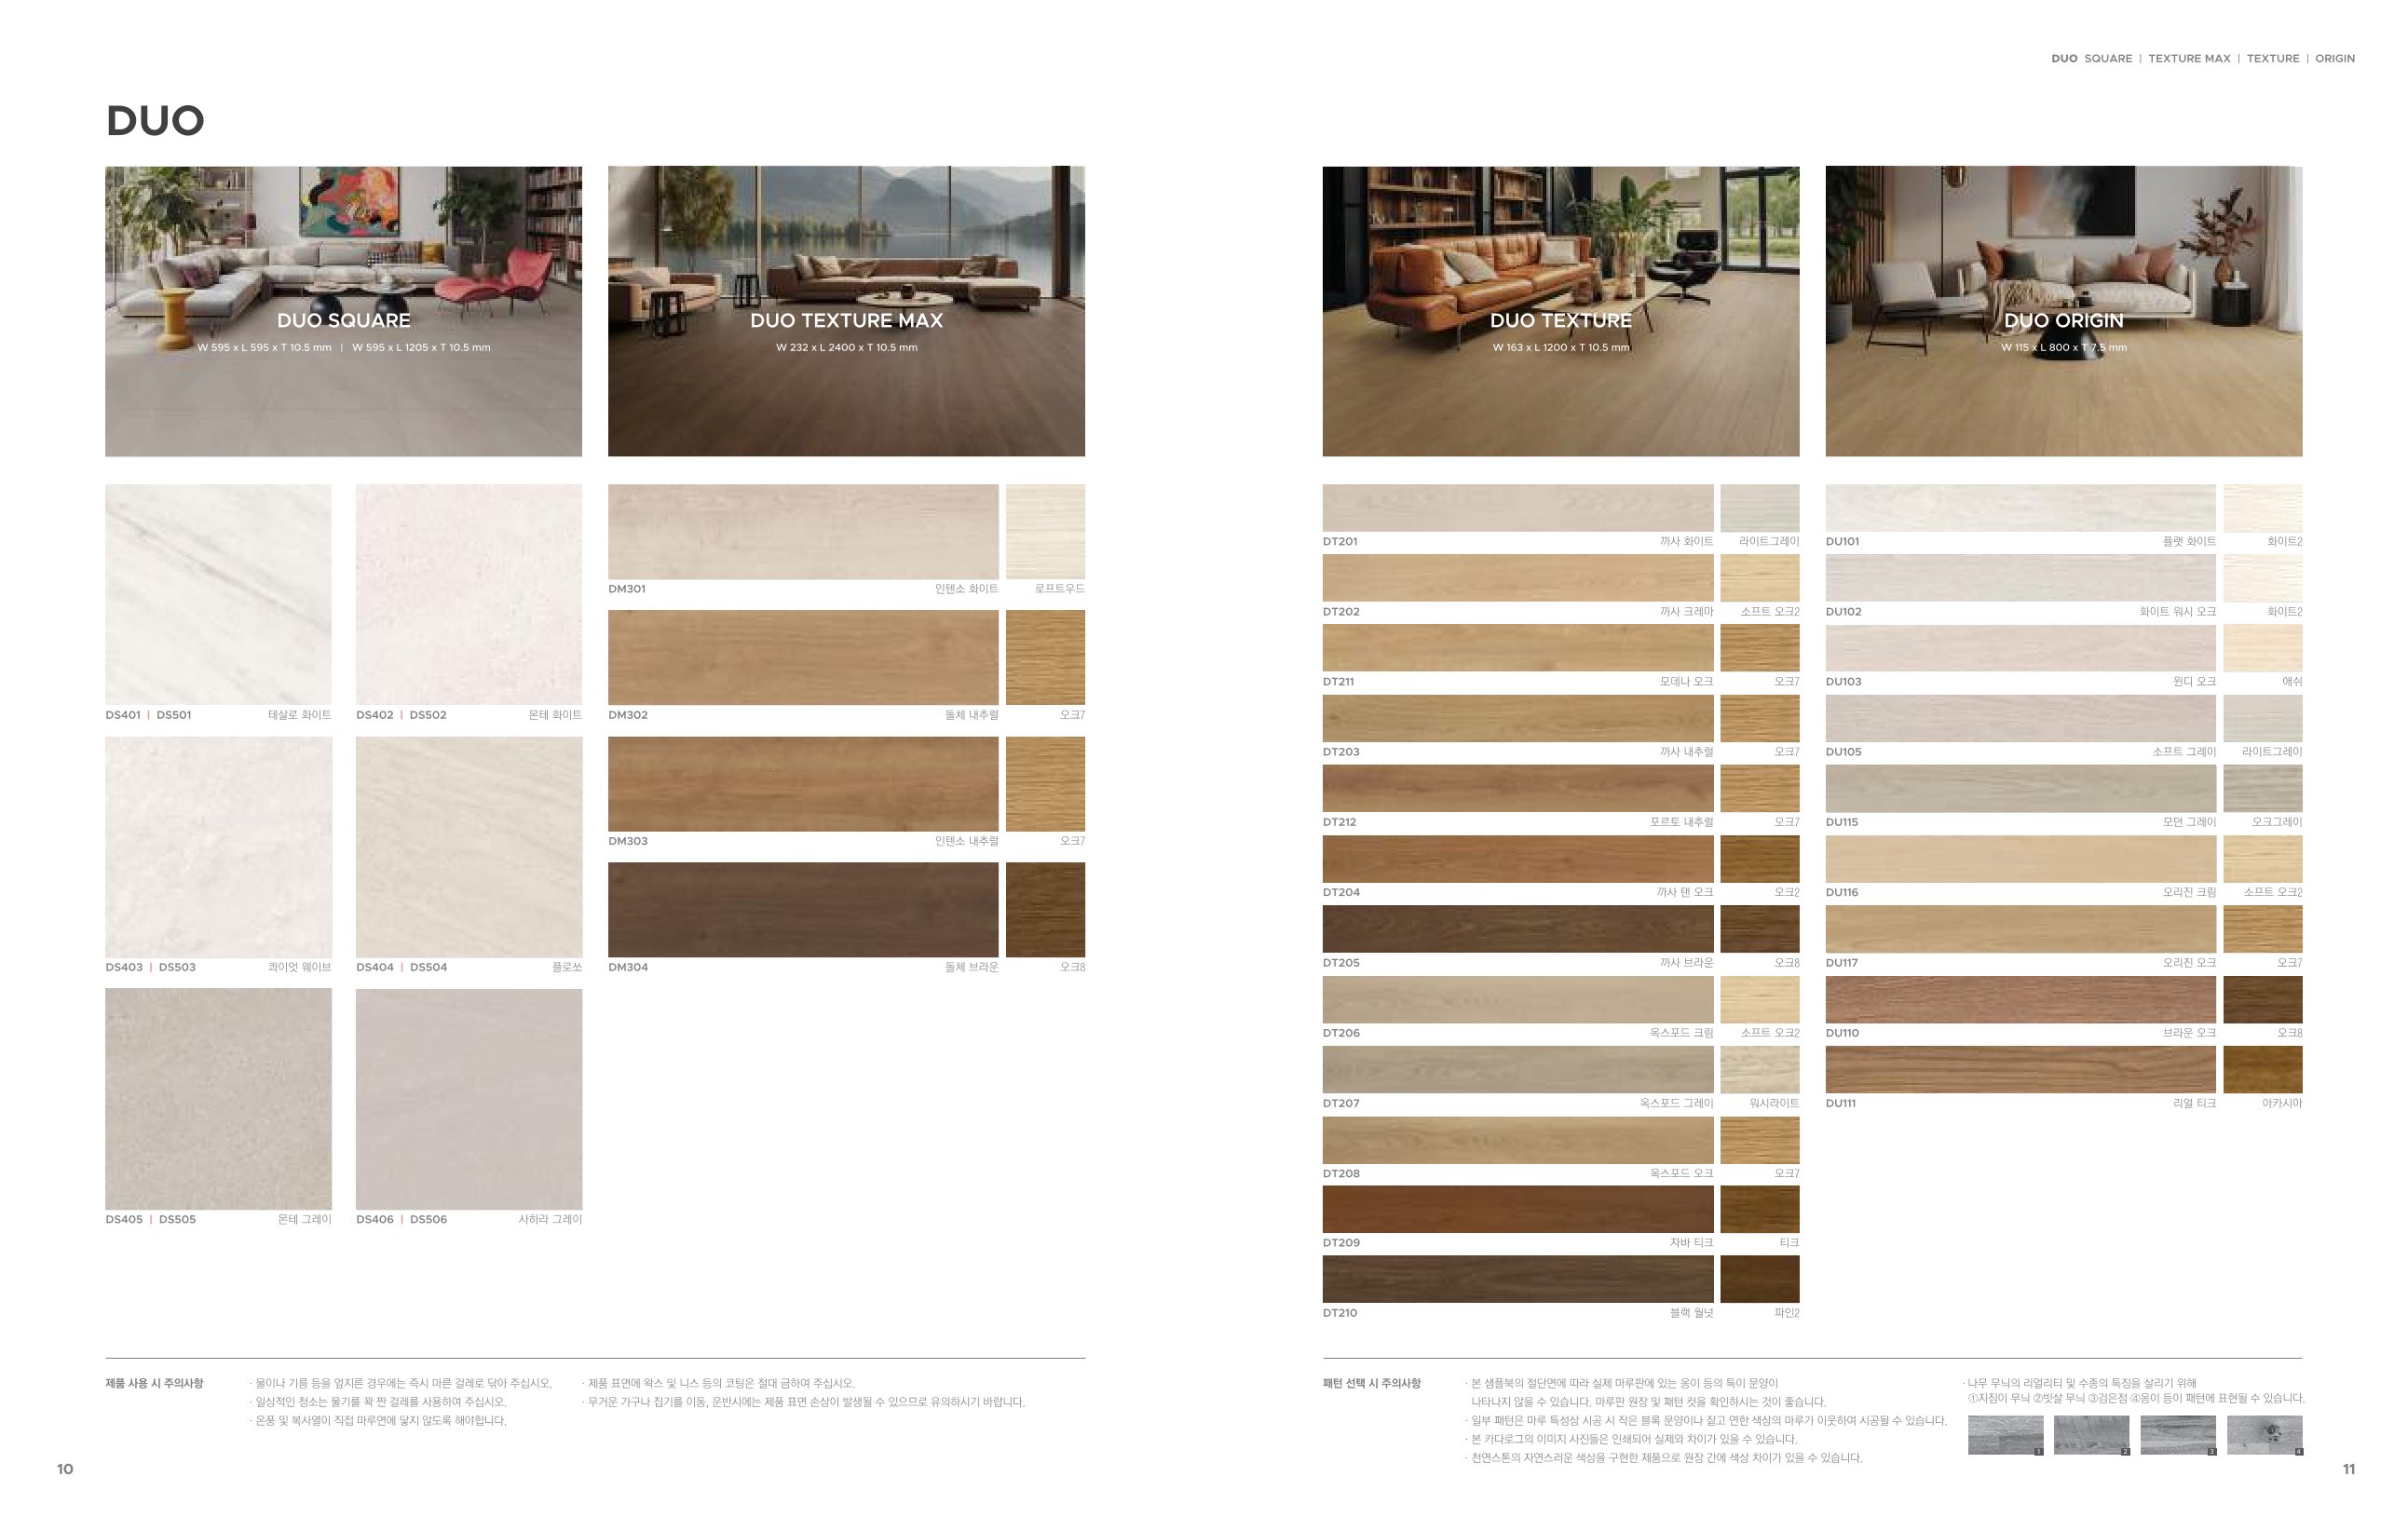 DUO SQUARE | TEXTURE MAX | TEXTURE | ORIGIN
DUO
DUO SQUARE
W 595 x L 595 x T 10.5 mm | W 595 x L 1205 x T 10.5 mm
DUO TEXTURE MAX
W 232 x L 2400 x T 10.5 mm
DUO TEXTURE
W 163 x L 1200 x T 10.5 mm
DUO ORIGIN
W 115 x L 800 x T 7.5 mm
DS401 | DS501 테살로 화이트
DS402 | DS502 몬테 화이트
DS403 | DS503 콰이엇 웨이브
DS404 | DS504 플로쏘
DS405 | DS505 몬테 그레이
DS406 | DS506 사하라 그레이
DM301 인텐소 화이트 로프트우드
DM302 돌체 내추럴 오크7
DM303 인텐소 내추럴 오크7
DM304 돌체 브라운 오크8
DT201 까사 화이트 라이트그레이
DT202 까사 크레마 소프트 오크2
DT211 모데나 오크 오크7
DT203 까사 내추럴 오크7
DT212 포르토 내추럴 오크7
DT204 까사 탠 오크 오크2
DT205 까사 브라운 오크8
DT206 옥스포드 크림 소프트 오크2
DT207 옥스포드 그레이 워시라이트
DT208 옥스포드 오크 오크7
DT209 자바 티크 티크
DT210 블랙 월넛 파인2
DU101 플랫 화이트 화이트2
DU102 화이트 워시 오크 화이트2
DU103 윈디 오크 애쉬
DU105 소프트 그레이 라이트그레이
DU115 모던 그레이 오크그레이
DU116 오리진 크림 소프트 오크2
DU117 오리진 오크 오크7
DU110 브라운 오크 오크8
DU111 리얼 티크 아카시아
제품 사용 시 주의사항
· 물이나 기름 등을 엎지른 경우에는 즉시 마른 걸레로 닦아 주십시오.
· 일상적인 청소는 물기를 꽉 짠 걸레를 사용하여 주십시오.
· 온풍 및 복사열이 직접 마루면에 닿지 않도록 해야합니다.
· 제품 표면에 왁스 및 니스 등의 코팅은 절대 금하여 주십시오.
· 무거운 가구나 집기를 이동, 운반시에는 제품 표면 손상이 발생될 수 있으므로 유의하시기 바랍니다.
패턴 선택 시 주의사항
· 본 샘플북의 절단면에 따라 실제 마루판에 있는 옹이 등의 특이 문양이
나타나지 않을 수 있습니다. 마루판 원장 및 패턴 컷을 확인하시는 것이 좋습니다.
· 일부 패턴은 마루 특성상 시공 시 작은 블록 문양이나 짙고 연한 색상의 마루가 이웃하여 시공될 수 있습니다.
· 본 카다로그의 이미지 사진들은 인쇄되어 실제와 차이가 있을 수 있습니다.
· 천연스톤의 자연스러운 색상을 구현한 제품으로 원장 간에 색상 차이가 있을 수 있습니다.
· 나무 무늬의 리얼리티 및 수종의 특징을 살리기 위해
①지짐이 무늬 ②빗살 무늬 ③검은점 ④옹이 등이 패턴에 표현될 수 있습니다.
1 2 3 4
10
11